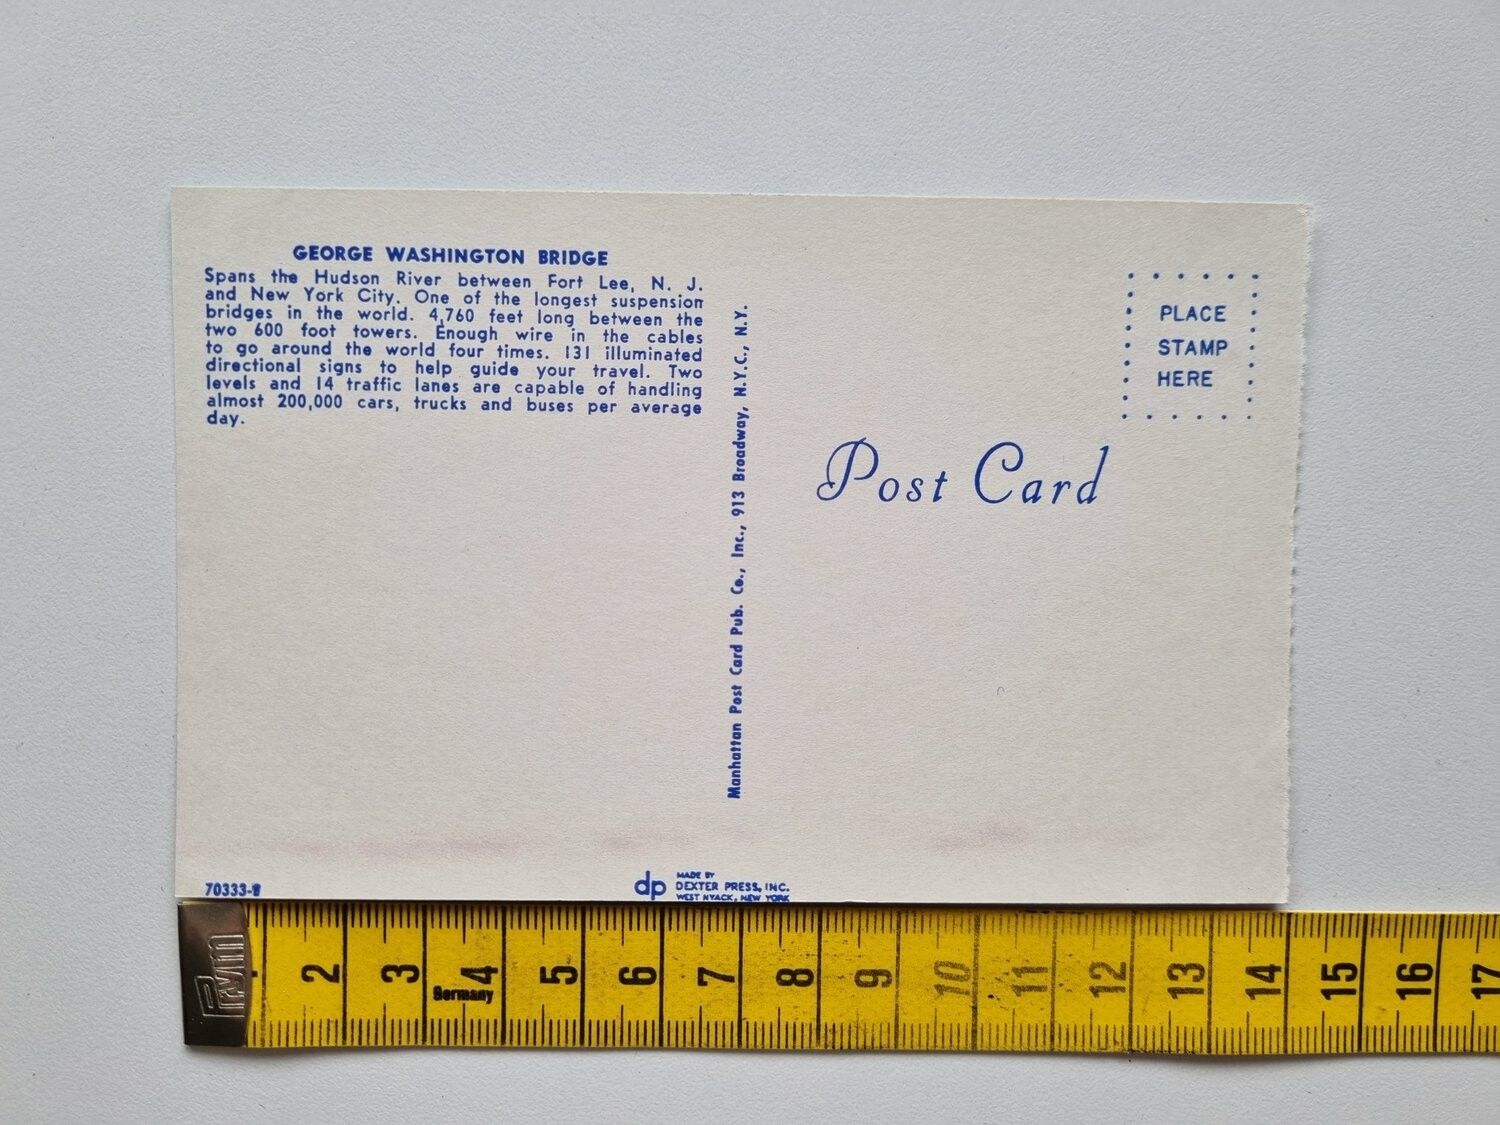 GEORGE WASHINGTON BRIDGE
Spans the Hudson River between Fort Lee, N. J.
and New York City. One of the longest suspension
bridges in the world. 4,760 feet long between the
two 600 foot towers. Enough wire in the cables
to go around the world four times. 131 illuminated
directional signs to help guide your travel. Two
levels and 14 traffic lanes are capable of handling
almost 200,000 cars, trucks and buses per average
day.
Manhattan Post Card Pub. Co., Inc., 913 Broadway, N.Y.C., N.Y.
PLACE
STAMP
HERE
Post Card
70333-B
dp
MADE BY
DEXTER PRESS, INC.
WEST NYACK, NEW YORK
Prym
2 3 4 5 6 7 8 9 10 11 12 13 14 15 16 17
Germany